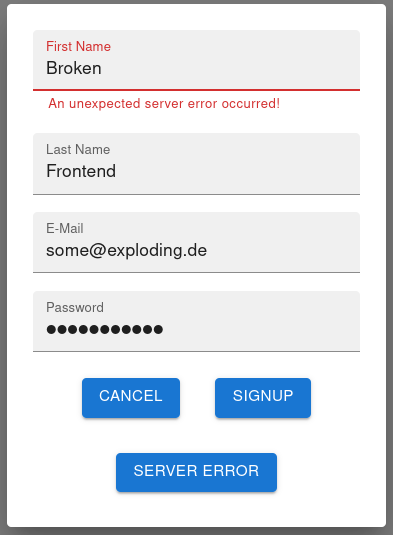 First Name
Broken
An unexpected server error occurred!
Last Name
Frontend
E-Mail
some@exploding.de
Password
●●●●●●●●●●●
CANCEL SIGNUP
SERVER ERROR